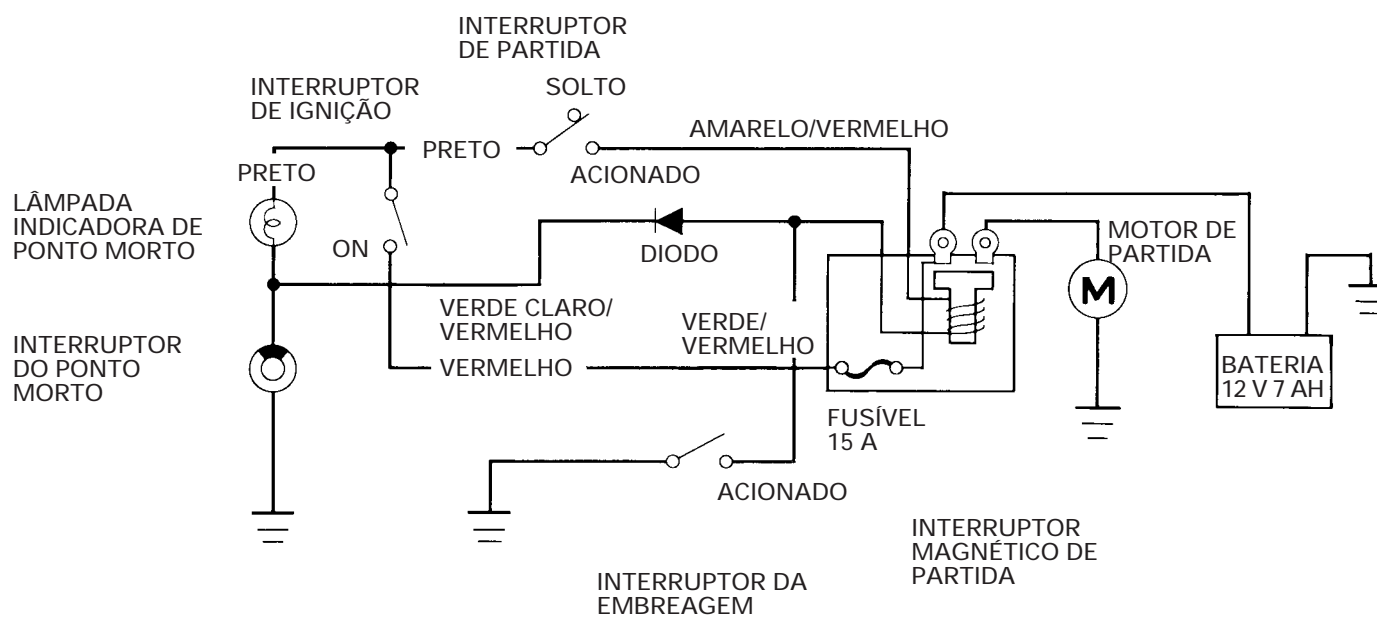 INTERRUPTOR
DE PARTIDA
SOLTO
INTERRUPTOR
DE IGNIÇÃO
PRETO
AMARELO/VERMELHO
ACIONADO
PRETO
LÂMPADA
INDICADORA DE
PONTO MORTO
ON
DIODO
MOTOR DE
PARTIDA
M
VERDE CLARO/
VERMELHO
VERDE/
VERMELHO
INTERRUPTOR
DO PONTO
MORTO
VERMELHO
BATERIA
12 V 7 AH
FUSÍVEL
15 A
ACIONADO
INTERRUPTOR
MAGNÉTICO DE
PARTIDA
INTERRUPTOR DA
EMBREAGEM